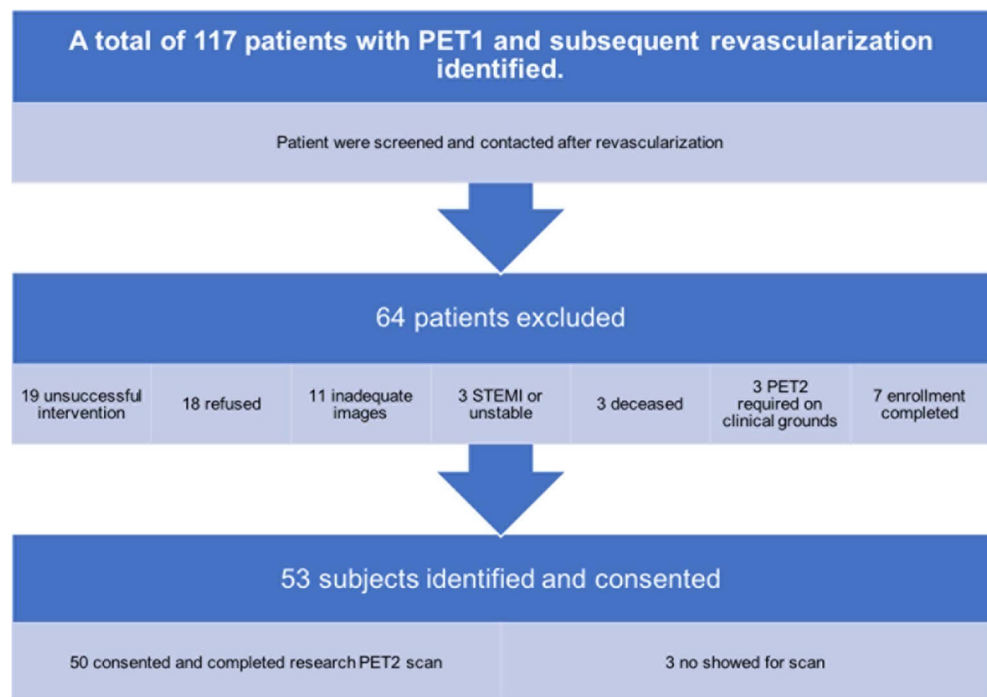 A total of 117 patients with PET1 and subsequent revascularization
identified.
Patient were screened and contacted after revascularization
64 patients excluded
19 unsuccessful
intervention
18 refused
11 inadequate
images
3 STEMI or
unstable
3 deceased
3 PET2
required on
clinical grounds
7 enrollment
completed
53 subjects identified and consented
50 consented and completed research PET2 scan
3 no showed for scan